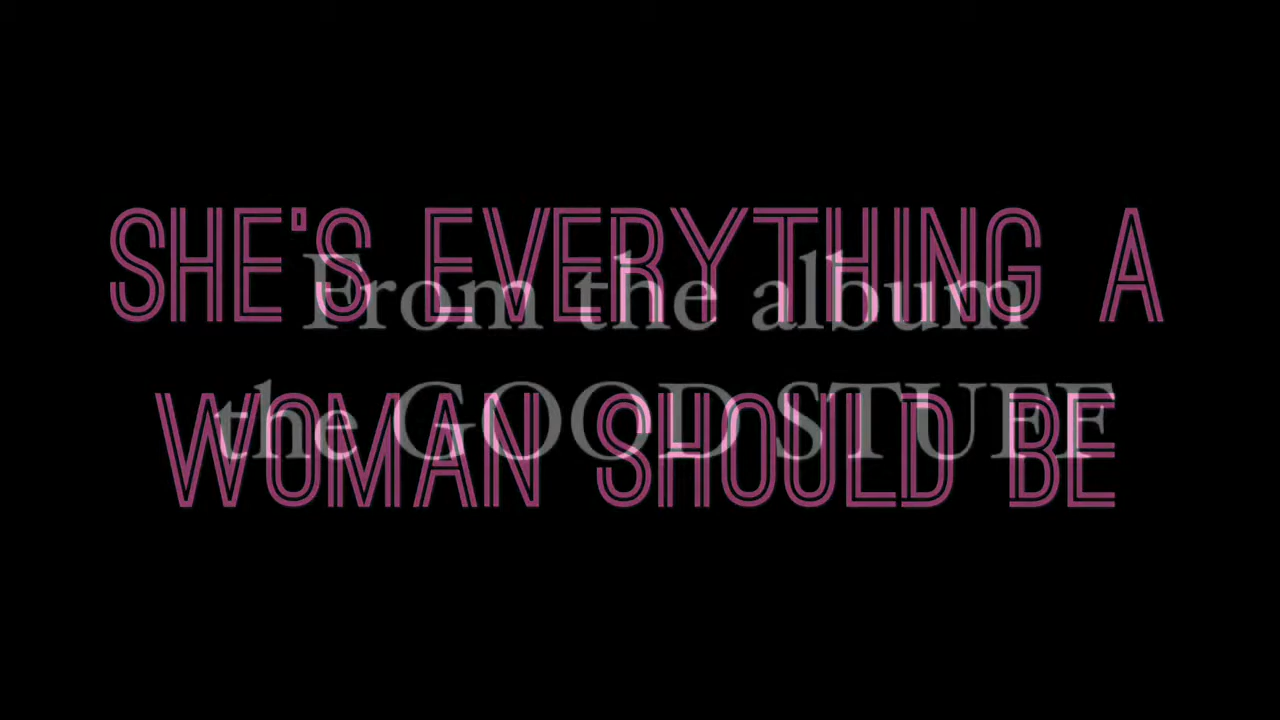 SHE'S EVERYTHING A
From the album
the GOOD STUFF
WOMAN SHOULD BE